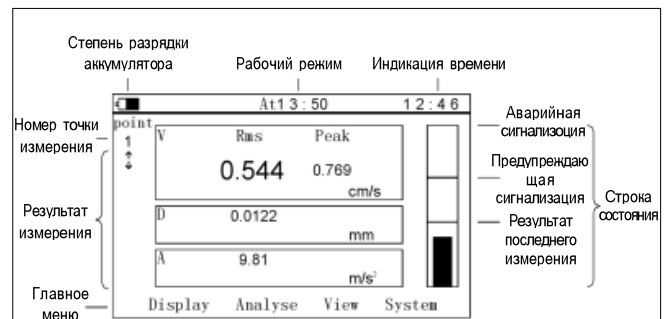 Степень разрядки
аккумулятора
Рабочий режим
Индикация времени
At13:50
12:46
Номер точки
измерения
point
1
V
Rms
Peak
0.544
0.769
cm/s
Аварийная
сигнализоция
Предупреждаю
щая
сигнализация
Результат
последнего
измерения
Строка
состояния
Результат
измерения
D
0.0122
mm
A
9.81
m/s²
Главное
меню
Display
Analyse
View
System